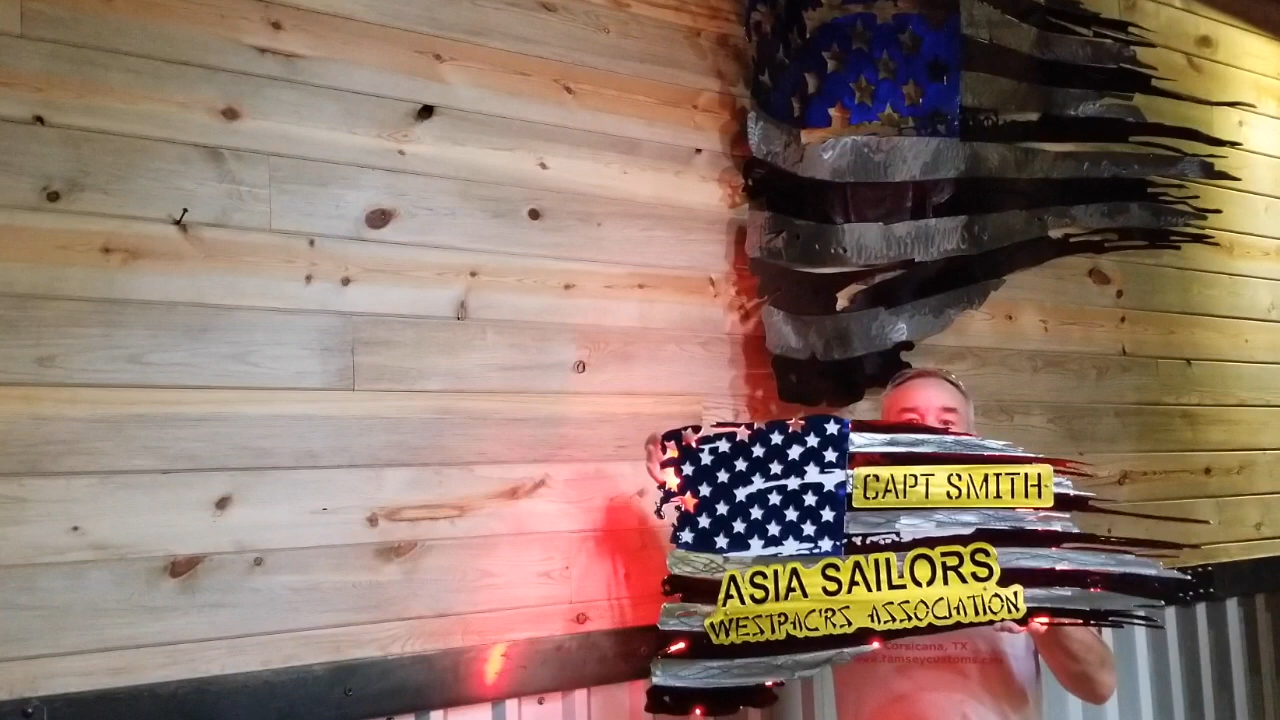 CAPT SMITH
ASIA SAILORS
WESTPAC'RS ASSOCIATION
Corsicana, TX
www.ramseycustoms.com